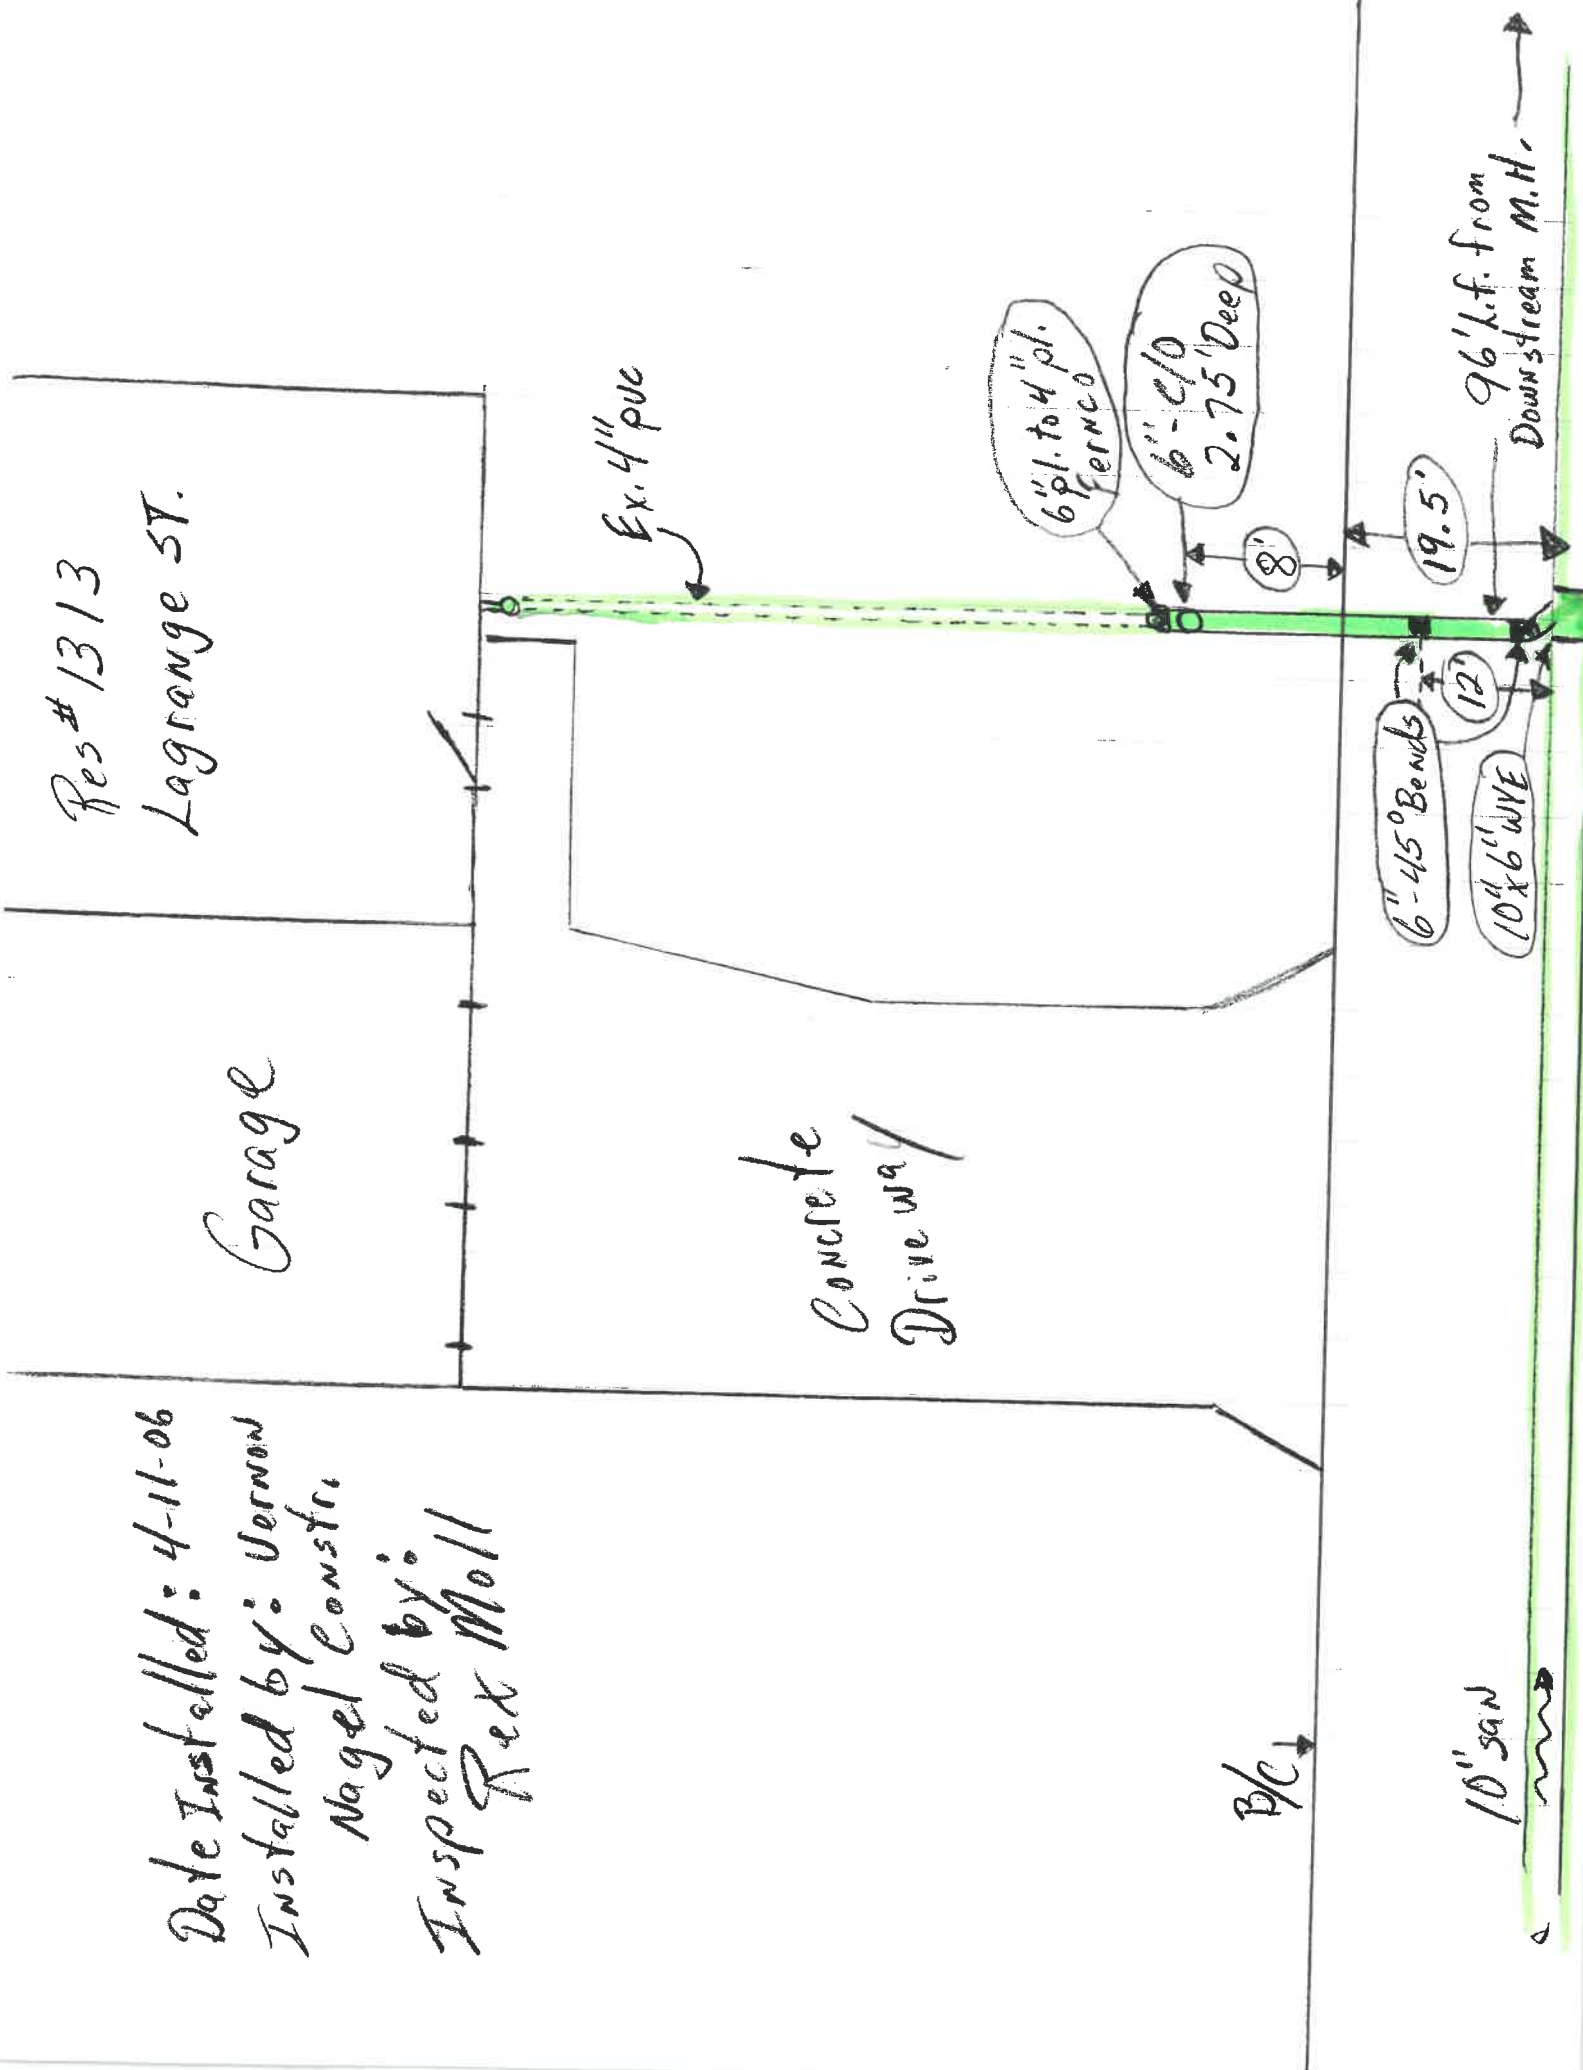 Date Installed: 4-11-06
Installed by: Vernon
Nagel Constr.
Inspected by:
Rex Moll
Garage
Res# 1313
Lagrange ST.
Concrete
Driveway
Ex. 4" pvc
6" pl. to 4" pl.
Fernco
6"-c/o
2.75' Deep
8'
B/C
19.5'
6"-45° Bends
12'
10"x6" WYE
96' L.f. from
Downstream M.H.
10" san